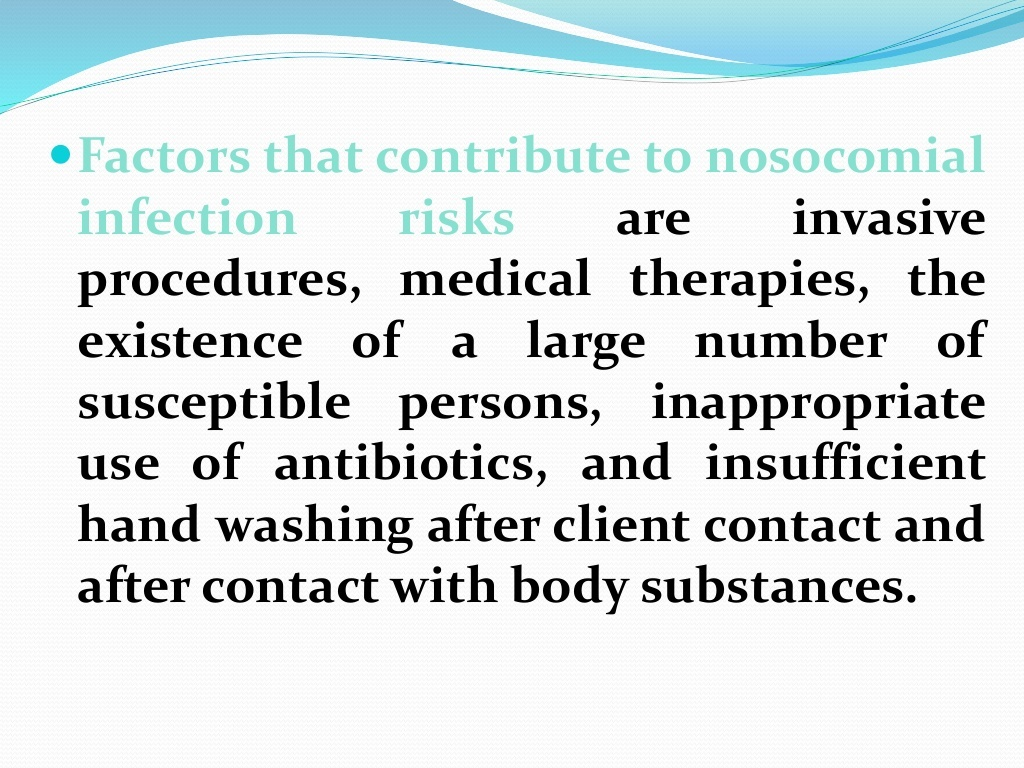 •Factors that contribute to nosocomial
infection risks are invasive
procedures, medical therapies, the
existence of a large number of
susceptible persons, inappropriate
use of antibiotics, and insufficient
hand washing after client contact and
after contact with body substances.